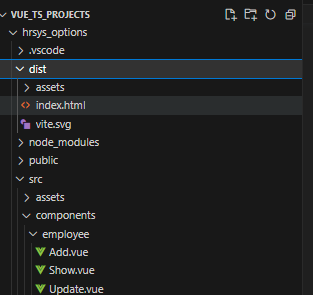 VUE_TS_PROJECTS
hrsys_options
.vscode
dist
assets
index.html
vite.svg
node_modules
public
src
assets
components
employee
Add.vue
Show.vue
Update.vue